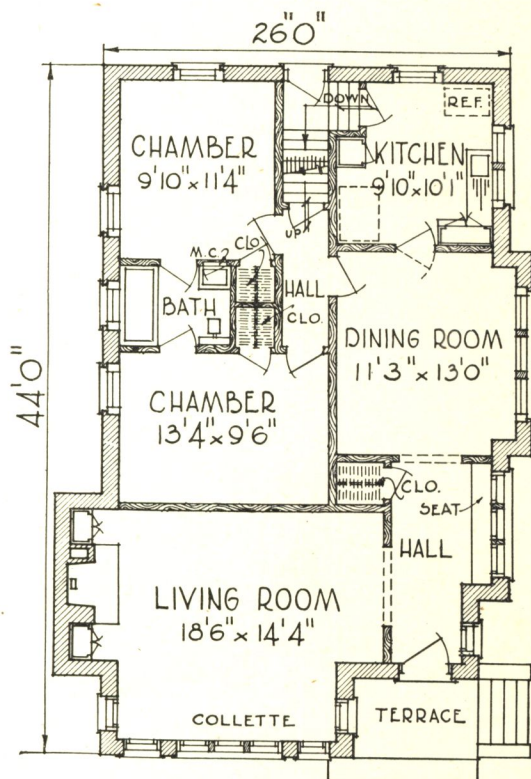 26'0"
44'0"
DOWN
REF.
CHAMBER
9'10" x 11'4"
KITCHEN
9'10" x 10'1"
UP
M.C.
CLO.
BATH
HALL
CLO.
DINING ROOM
11'3" x 13'0"
CHAMBER
13'4" x 9'6"
CLO.
SEAT
HALL
LIVING ROOM
18'6" x 14'4"
COLLETTE
TERRACE